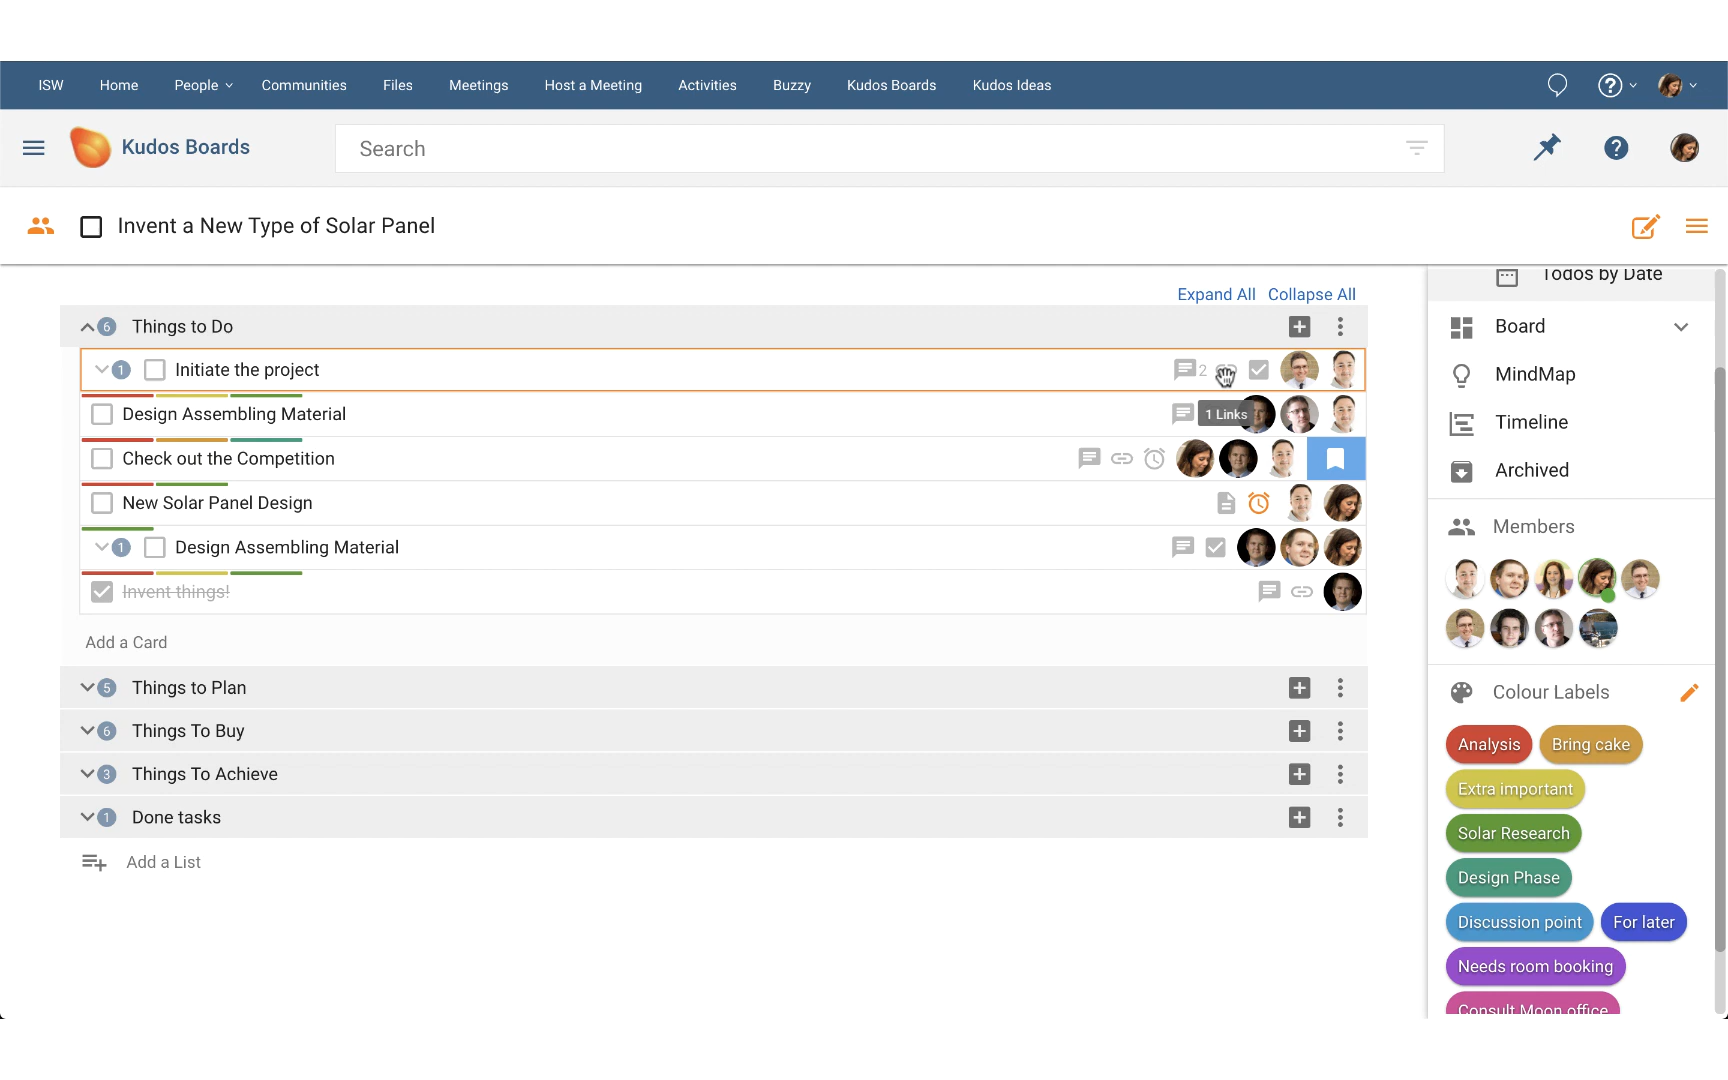 ISW Home People Communities Files Meetings Host a Meeting Activities Buzzy Kudos Boards Kudos Ideas
Kudos Boards Search
Invent a New Type of Solar Panel
Expand All Collapse All
6 Things to Do
1 Initiate the project 2
Design Assembling Material 1 Links
Check out the Competition
New Solar Panel Design
1 Design Assembling Material
Invent things!
Add a Card
5 Things to Plan
6 Things To Buy
3 Things To Achieve
1 Done tasks
Add a List
Todos by Date
Board
MindMap
Timeline
Archived
Members
Colour Labels
Analysis Bring cake
Extra important
Solar Research
Design Phase
Discussion point For later
Needs room booking
Consult Moon office